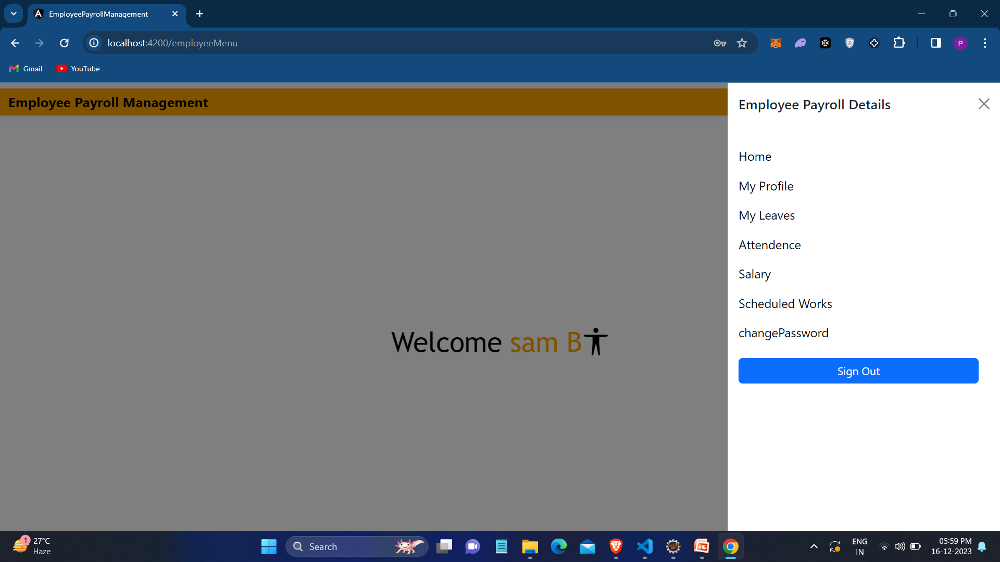 EmployeePayrollManagement
localhost:4200/employeeMenu
P
Gmail
YouTube
Employee Payroll Management
Employee Payroll Details
Home
My Profile
My Leaves
Attendence
Salary
Scheduled Works
changePassword
Sign Out
Welcome sam B
1
27°C
Haze
Search
ENG
IN
05:59 PM
16-12-2023